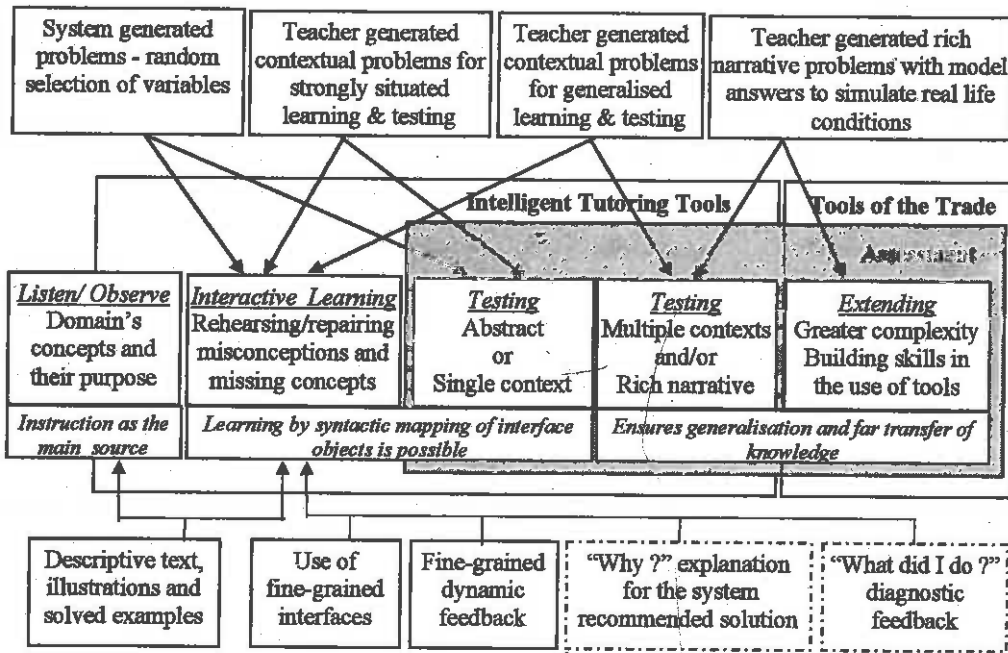 System generated
problems - random
selection of variables
Teacher generated
contextual problems for
strongly situated
learning & testing
Teacher generated
contextual problems
for generalised
learning & testing
Teacher generated rich
narrative problems with model
answers to simulate real life
conditions
Intelligent Tutoring Tools
Tools of the Trade
Assessment
Listen/ Observe
Domain's
concepts and
their purpose
Interactive Learning
Rehearsing/repairing
misconceptions and
missing concepts
Testing
Abstract
or
Single context
Testing
Multiple contexts
and/or
Rich narrative
Extending
Greater complexity
Building skills in
the use of tools
Instruction as the
main source
Learning by syntactic mapping of interface
objects is possible
Ensures generalisation and far transfer of
knowledge
Descriptive text,
illustrations and
solved examples
Use of
fine-grained
interfaces
Fine-grained
dynamic
feedback
"Why ?" explanation
for the system
recommended solution
"What did I do ?"
diagnostic
feedback